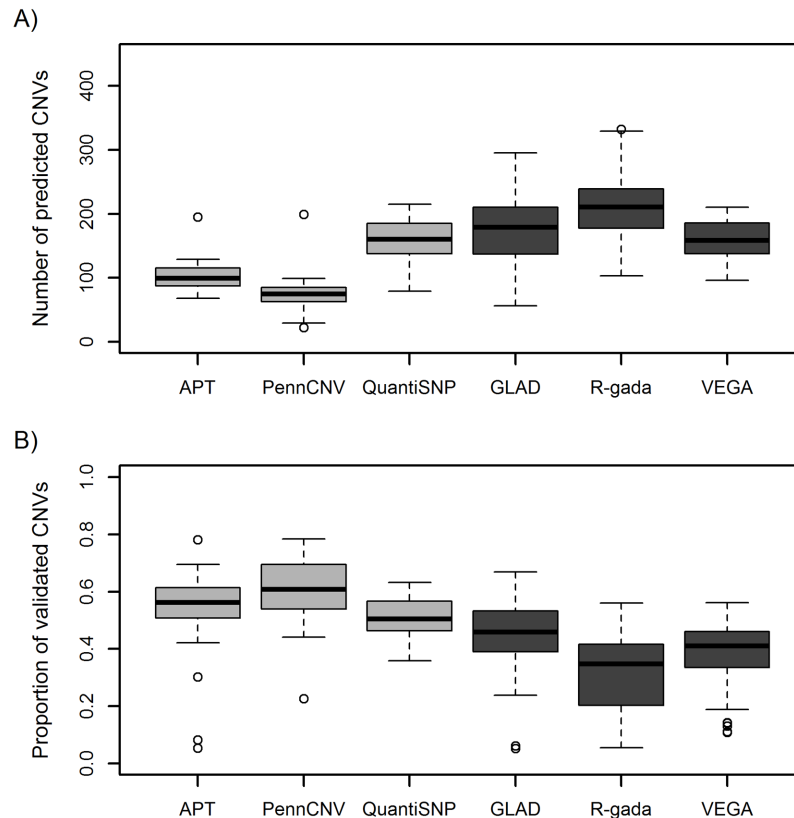 A)
Number of predicted CNVs
400
300
200
100
0
APT PennCNV QuantiSNP GLAD R-gada VEGA
B)
Proportion of validated CNVs
1.0
0.8
0.6
0.4
0.2
0.0
APT PennCNV QuantiSNP GLAD R-gada VEGA